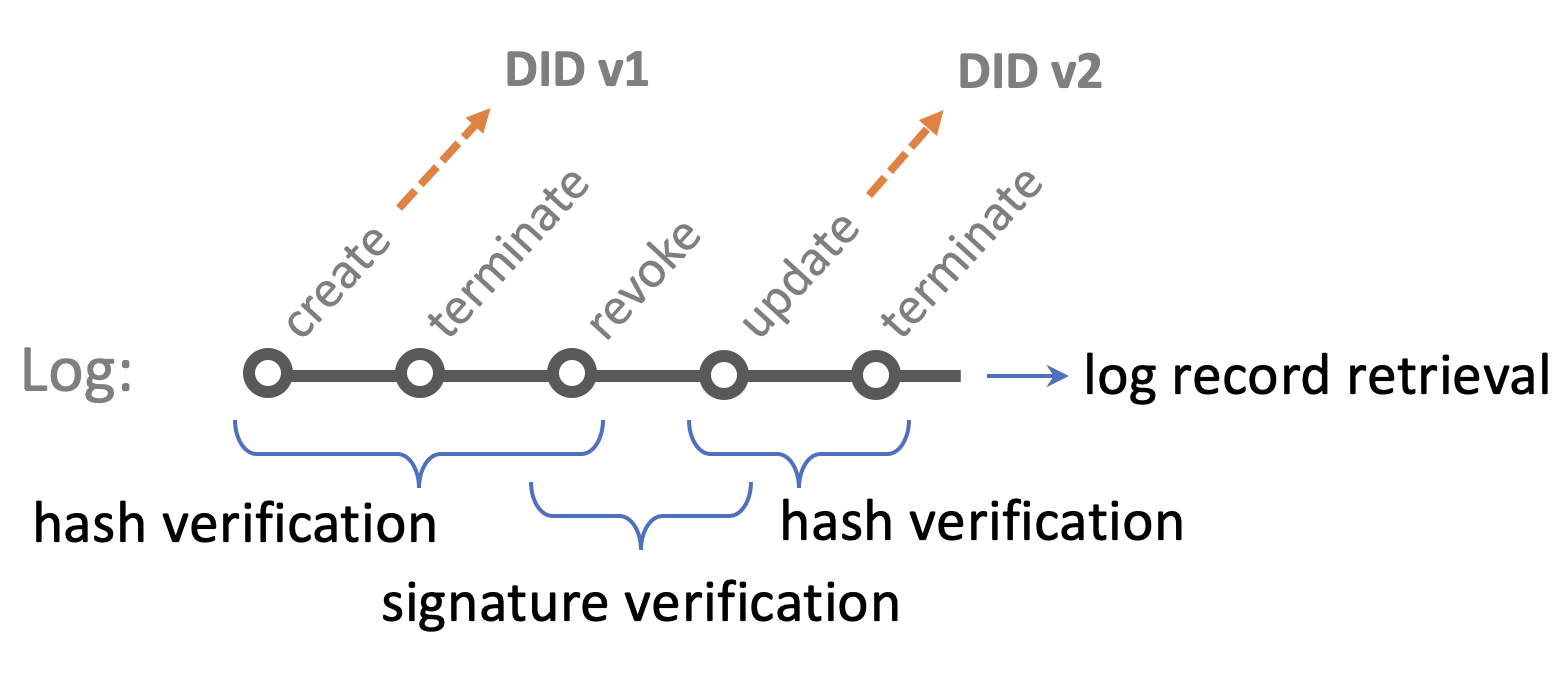 DID v1
DID v2
create
terminate
revoke
update
terminate
Log:
log record retrieval
hash verification
hash verification
signature verification